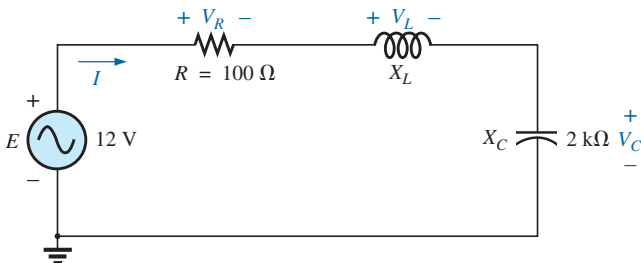 + V_R − + V_L −
I R = 100 Ω X_L
+
E 12 V X_C 2 kΩ + V_C −
−